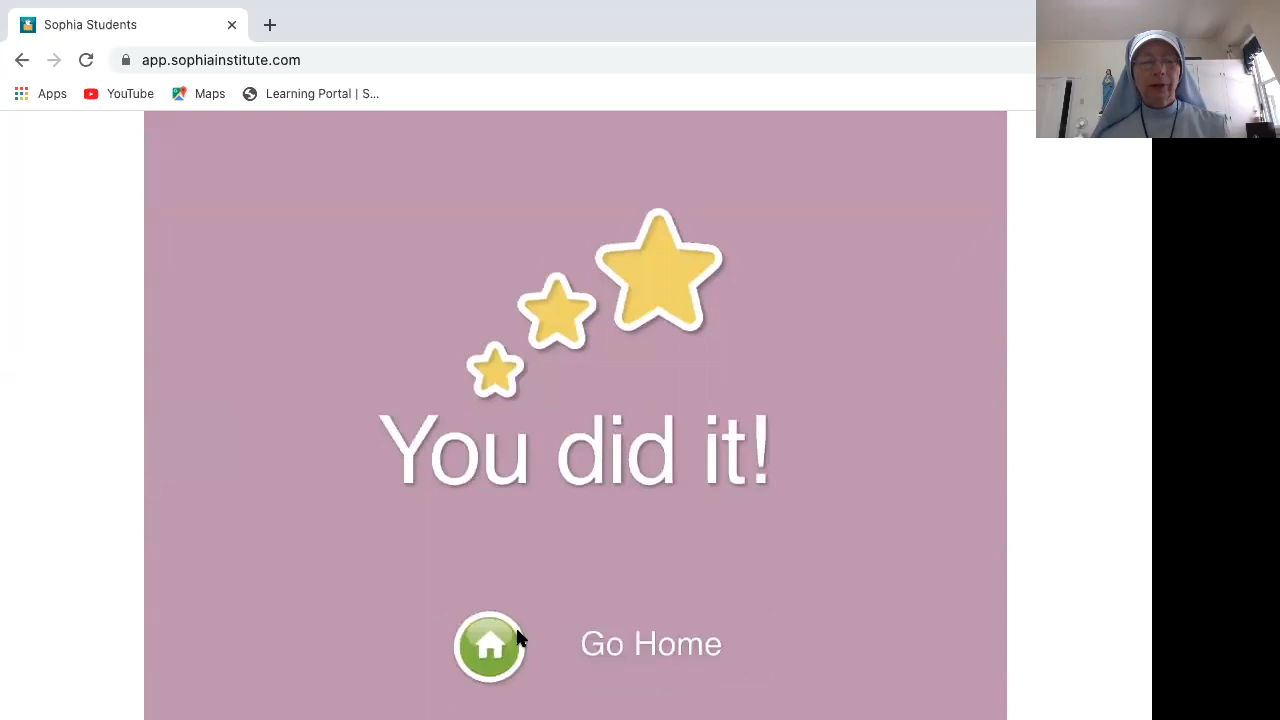 Sophia Students
app.sophiainstitute.com
Apps YouTube Maps Learning Portal | S...
You did it!
Go Home